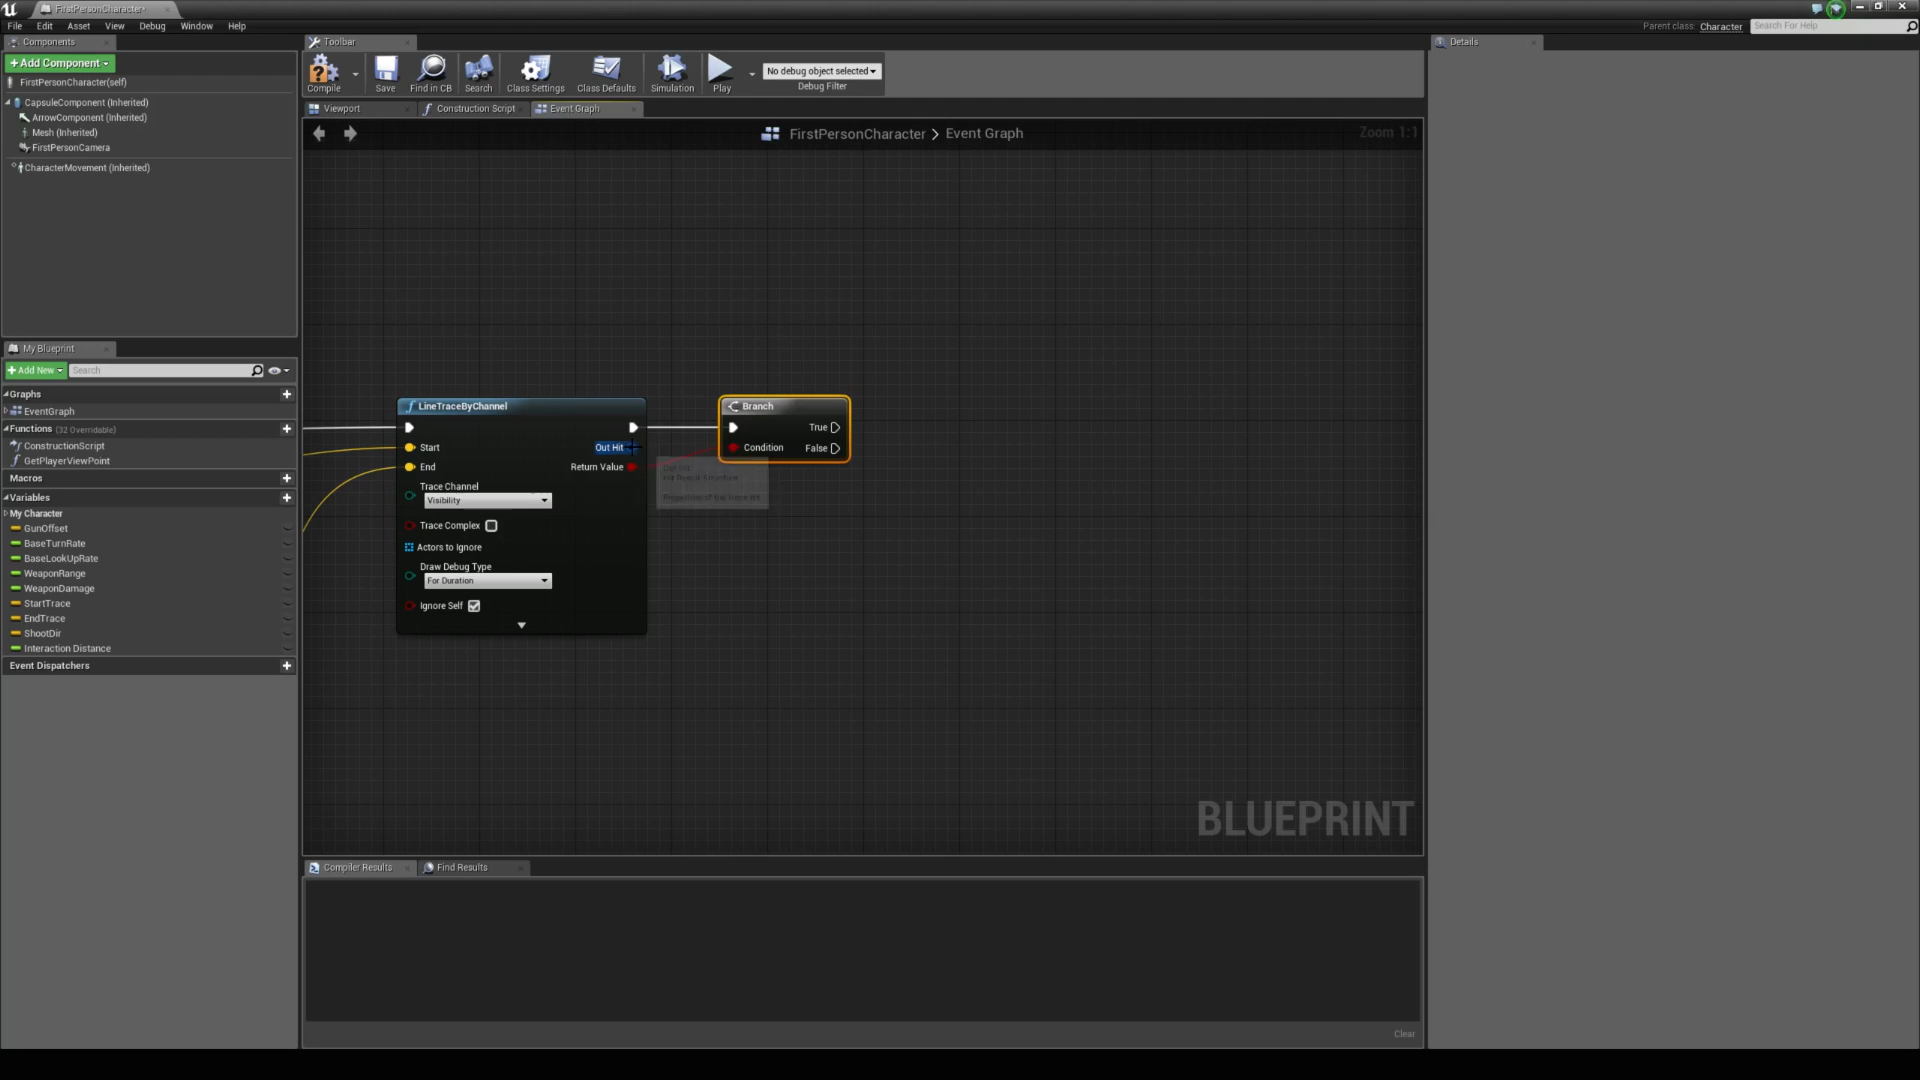 FirstPersonCharacter*
File Edit Asset View Debug Window Help
Parent class: Character
Search For Help
Components
+Add Component
FirstPersonCharacter(self)
CapsuleComponent (Inherited)
ArrowComponent (Inherited)
Mesh (Inherited)
FirstPersonCamera
CharacterMovement (Inherited)
My Blueprint
+Add New
Search
Graphs
EventGraph
Functions (32 Overridable)
ConstructionScript
GetPlayerViewPoint
Macros
Variables
My Character
GunOffset
BaseTurnRate
BaseLookUpRate
WeaponRange
WeaponDamage
StartTrace
EndTrace
ShootDir
Interaction Distance
Event Dispatchers
Toolbar
Compile
Save
Find in CB
Search
Class Settings
Class Defaults
Simulation
Play
No debug object selected
Debug Filter
Viewport
Construction Script
Event Graph
FirstPersonCharacter > Event Graph
Zoom 1:1
LineTraceByChannel
Start
Out Hit
End
Return Value
Trace Channel
Visibility
Trace Complex
Actors to Ignore
Draw Debug Type
For Duration
Ignore Self
Branch
True
Condition
False
BLUEPRINT
Compiler Results
Find Results
Clear
Details